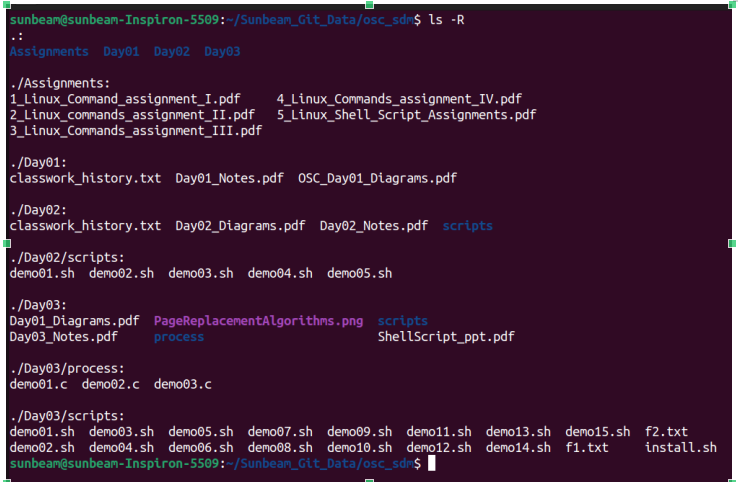 sunbeam@sunbeam-Inspiron-5509:~/Sunbeam_Git_Data/osc_sdm$ ls -R
.:
Assignments  Day01  Day02  Day03

./Assignments:
1_Linux_Command_assignment_I.pdf     4_Linux_Commands_assignment_IV.pdf
2_Linux_commands_assignment_II.pdf   5_Linux_Shell_Script_Assignments.pdf
3_Linux_Commands_assignment_III.pdf

./Day01:
classwork_history.txt  Day01_Notes.pdf  OSC_Day01_Diagrams.pdf

./Day02:
classwork_history.txt  Day02_Diagrams.pdf  Day02_Notes.pdf  scripts

./Day02/scripts:
demo01.sh  demo02.sh  demo03.sh  demo04.sh  demo05.sh

./Day03:
Day01_Diagrams.pdf  PageReplacementAlgorithms.png  scripts
Day03_Notes.pdf     process                        ShellScript_ppt.pdf

./Day03/process:
demo01.c  demo02.c  demo03.c

./Day03/scripts:
demo01.sh  demo03.sh  demo05.sh  demo07.sh  demo09.sh  demo11.sh  demo13.sh  demo15.sh  f2.txt
demo02.sh  demo04.sh  demo06.sh  demo08.sh  demo10.sh  demo12.sh  demo14.sh  f1.txt     install.sh
sunbeam@sunbeam-Inspiron-5509:~/Sunbeam_Git_Data/osc_sdm$